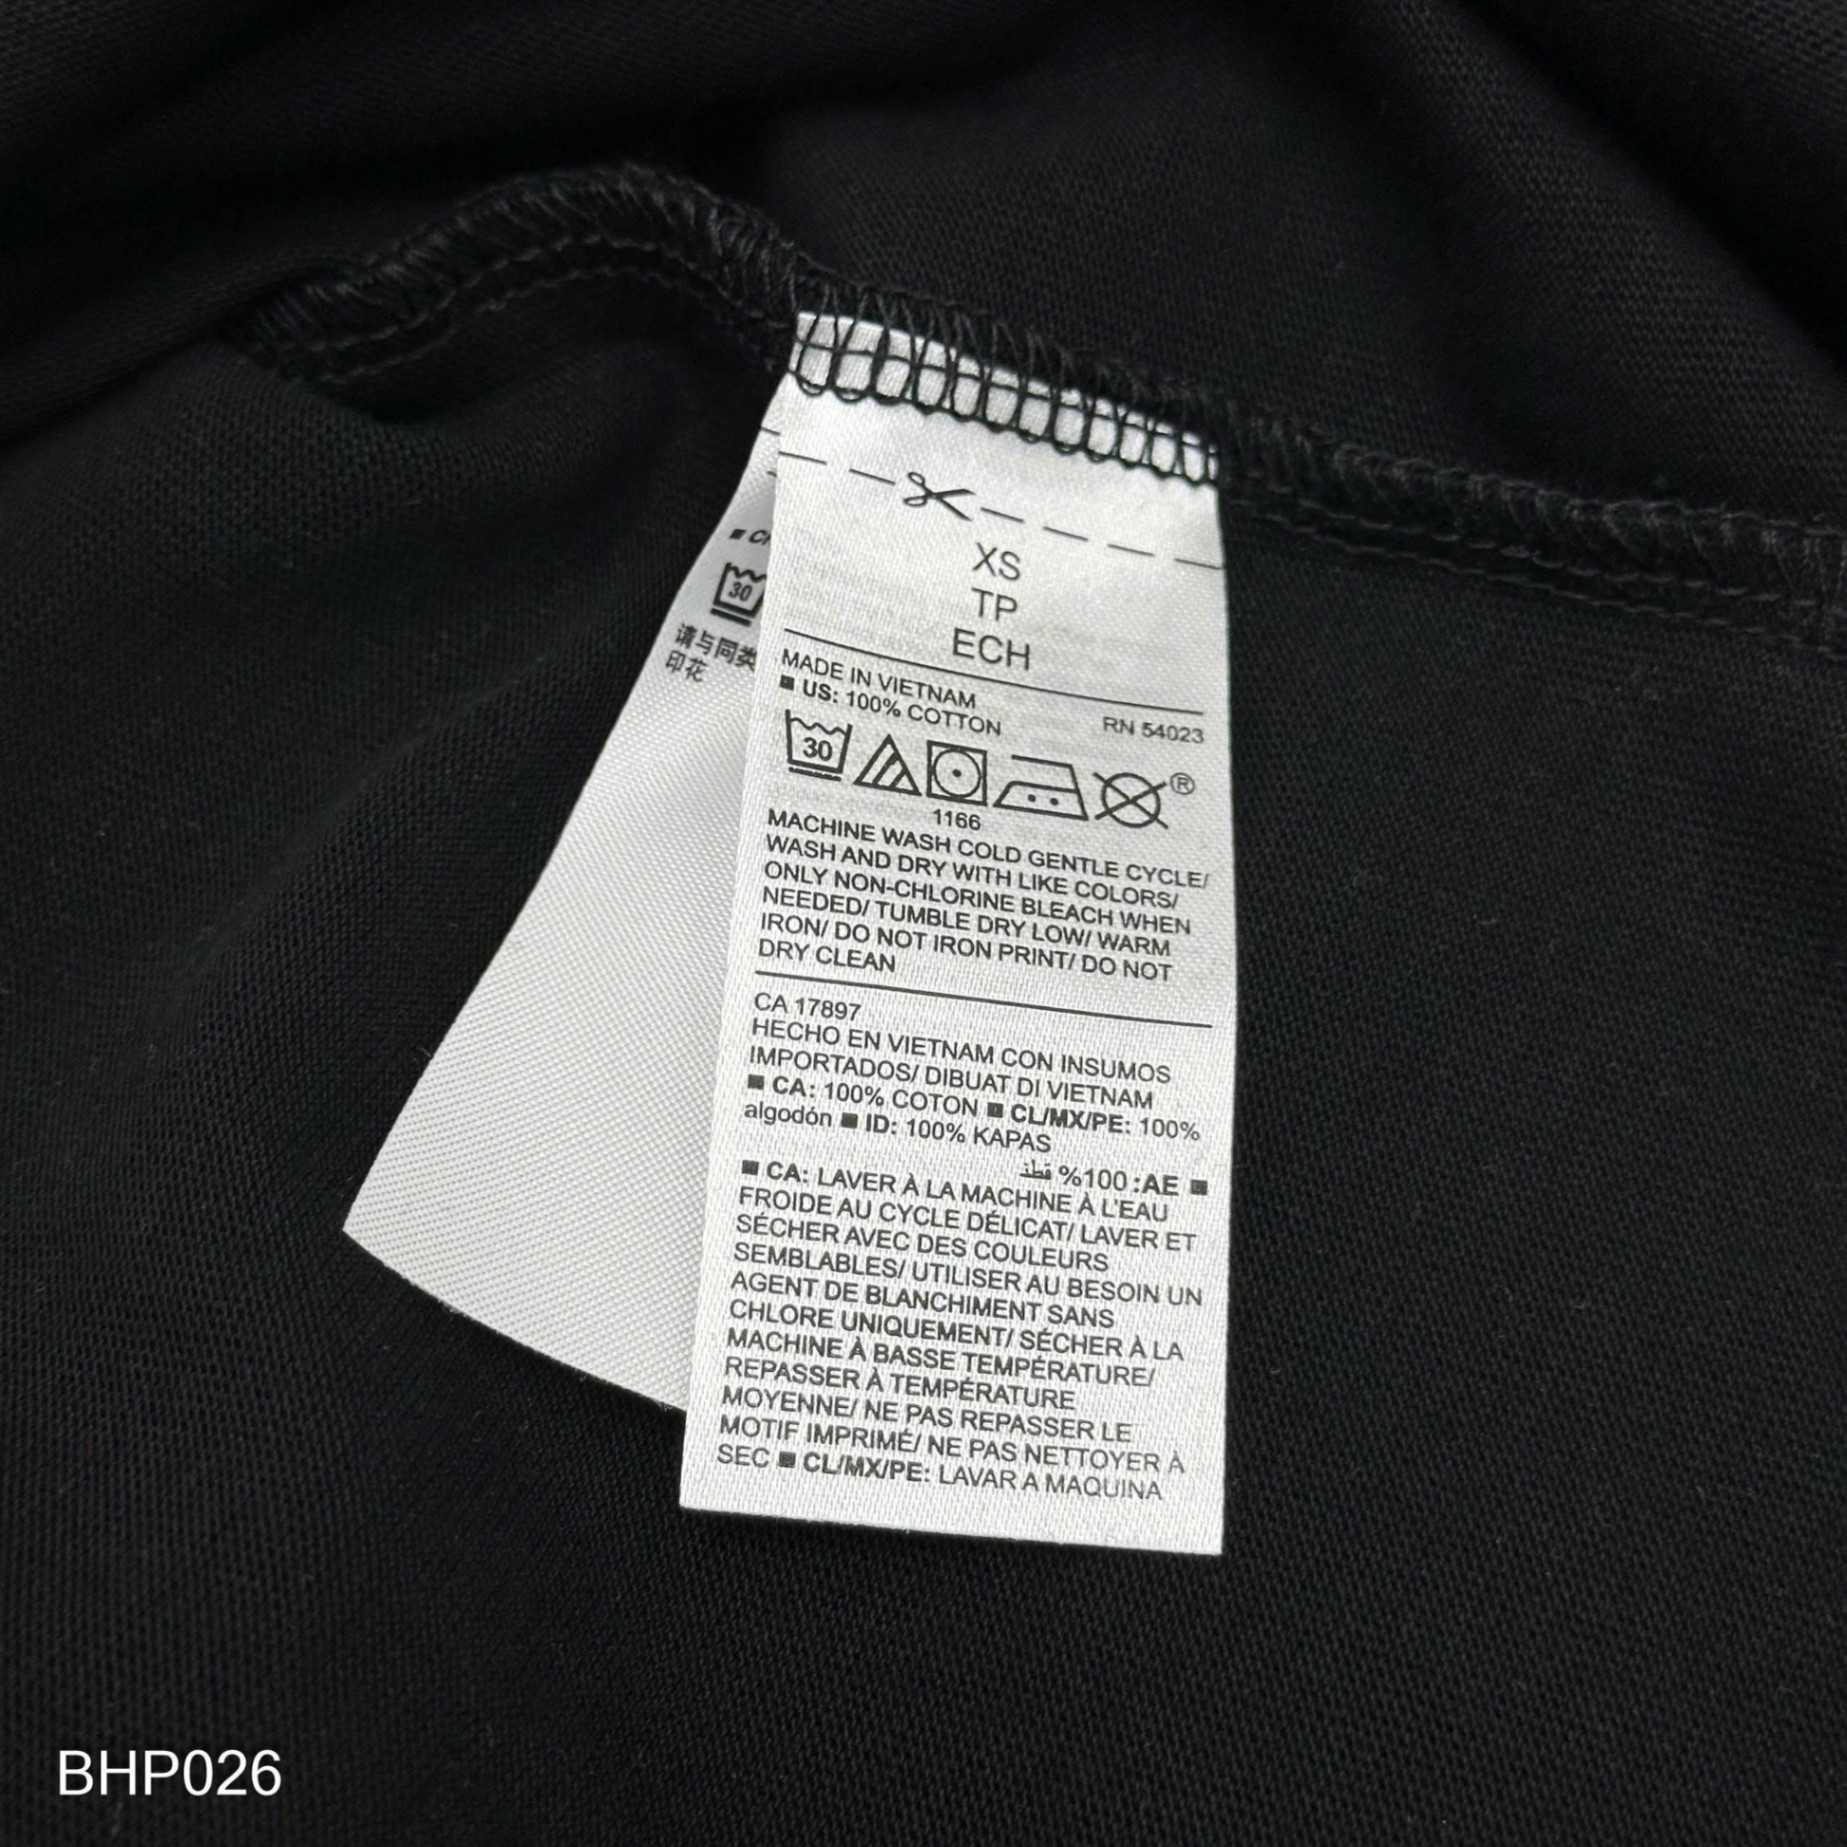 XS
TP
ECH
MADE IN VIETNAM
■ US: 100% COTTON
RN 54023
30
®
1166
MACHINE WASH COLD GENTLE CYCLE/
WASH AND DRY WITH LIKE COLORS/
ONLY NON-CHLORINE BLEACH WHEN
NEEDED/ TUMBLE DRY LOW/ WARM
IRON/ DO NOT IRON PRINT/ DO NOT
DRY CLEAN
CA 17897
HECHO EN VIETNAM CON INSUMOS
IMPORTADOS/ DIBUAT DI VIETNAM
■ CA: 100% COTON ■ CL/MX/PE: 100%
algodón ■ ID: 100% KAPAS
%100 :AE ■
■ CA: LAVER À LA MACHINE À L'EAU
FROIDE AU CYCLE DÉLICAT/ LAVER ET
SÉCHER AVEC DES COULEURS
SEMBLABLES/ UTILISER AU BESOIN UN
AGENT DE BLANCHIMENT SANS
CHLORE UNIQUEMENT/ SÉCHER À LA
MACHINE À BASSE TEMPÉRATURE/
REPASSER À TEMPÉRATURE
MOYENNE/ NE PAS REPASSER LE
MOTIF IMPRIMÉ/ NE PAS NETTOYER À
SEC ■ CL/MX/PE: LAVAR A MAQUINA
30
请与同类
印花
BHP026